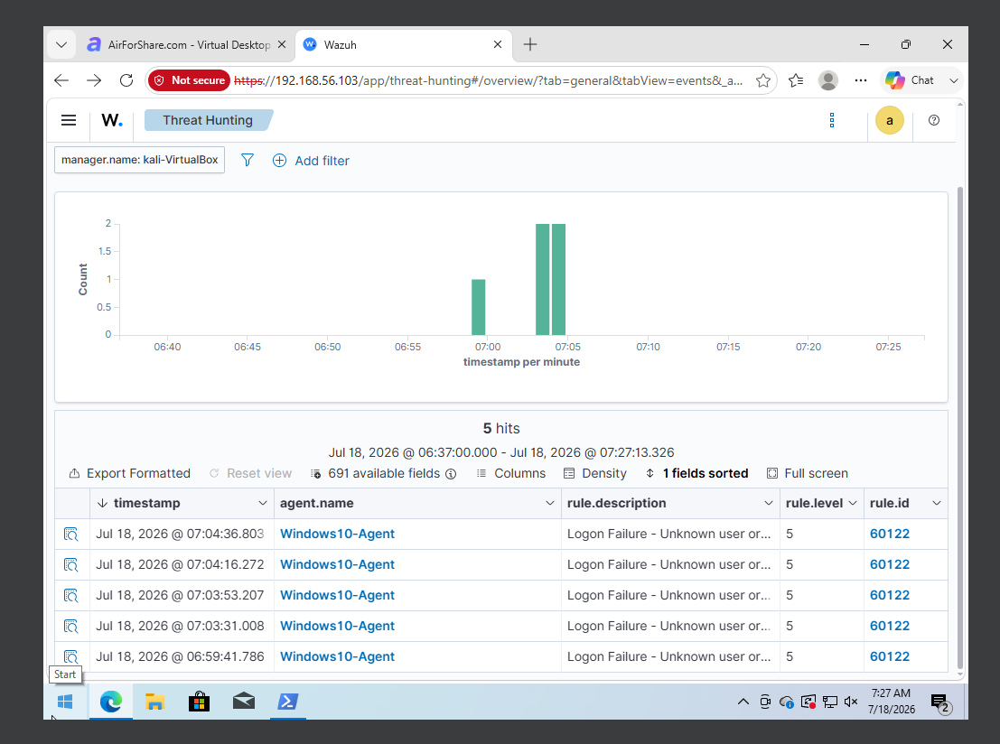 AirForShare.com - Virtual Desktop
Wazuh
Not secure https://192.168.56.103/app/threat-hunting#/overview/?tab=general&tabView=events&_a...
Chat
W. Threat Hunting a
manager.name: kali-VirtualBox Add filter
2
1.5
1
0.5
0
Count
06:40 06:45 06:50 06:55 07:00 07:05 07:10 07:15 07:20 07:25
timestamp per minute
5 hits
Jul 18, 2026 @ 06:37:00.000 - Jul 18, 2026 @ 07:27:13.326
Export Formatted Reset view 691 available fields Columns Density 1 fields sorted Full screen
timestamp agent.name rule.description rule.level rule.id
Jul 18, 2026 @ 07:04:36.803 Windows10-Agent Logon Failure - Unknown user or... 5 60122
Jul 18, 2026 @ 07:04:16.272 Windows10-Agent Logon Failure - Unknown user or... 5 60122
Jul 18, 2026 @ 07:03:53.207 Windows10-Agent Logon Failure - Unknown user or... 5 60122
Jul 18, 2026 @ 07:03:31.008 Windows10-Agent Logon Failure - Unknown user or... 5 60122
Jul 18, 2026 @ 06:59:41.786 Windows10-Agent Logon Failure - Unknown user or... 5 60122
Start
7:27 AM
7/18/2026
2